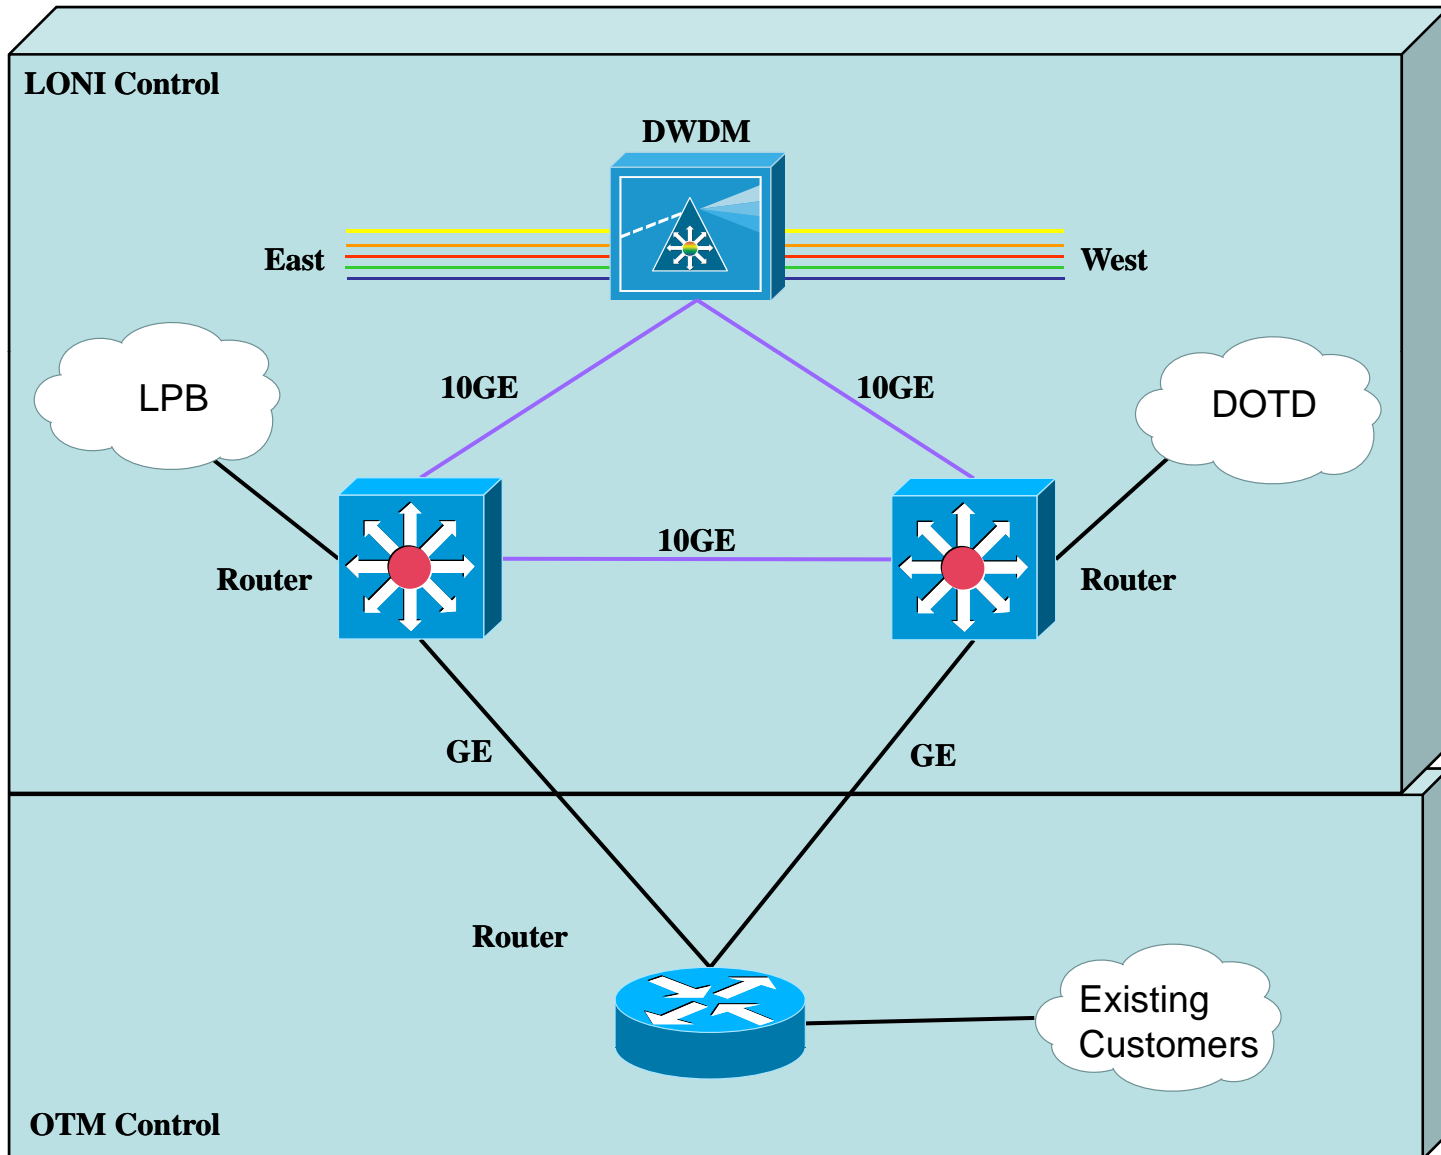 LONI Control
DWDM
East
West
10GE
10GE
LPB
DOTD
10GE
Router
Router
GE
GE
Router
Existing
Customers
OTM Control